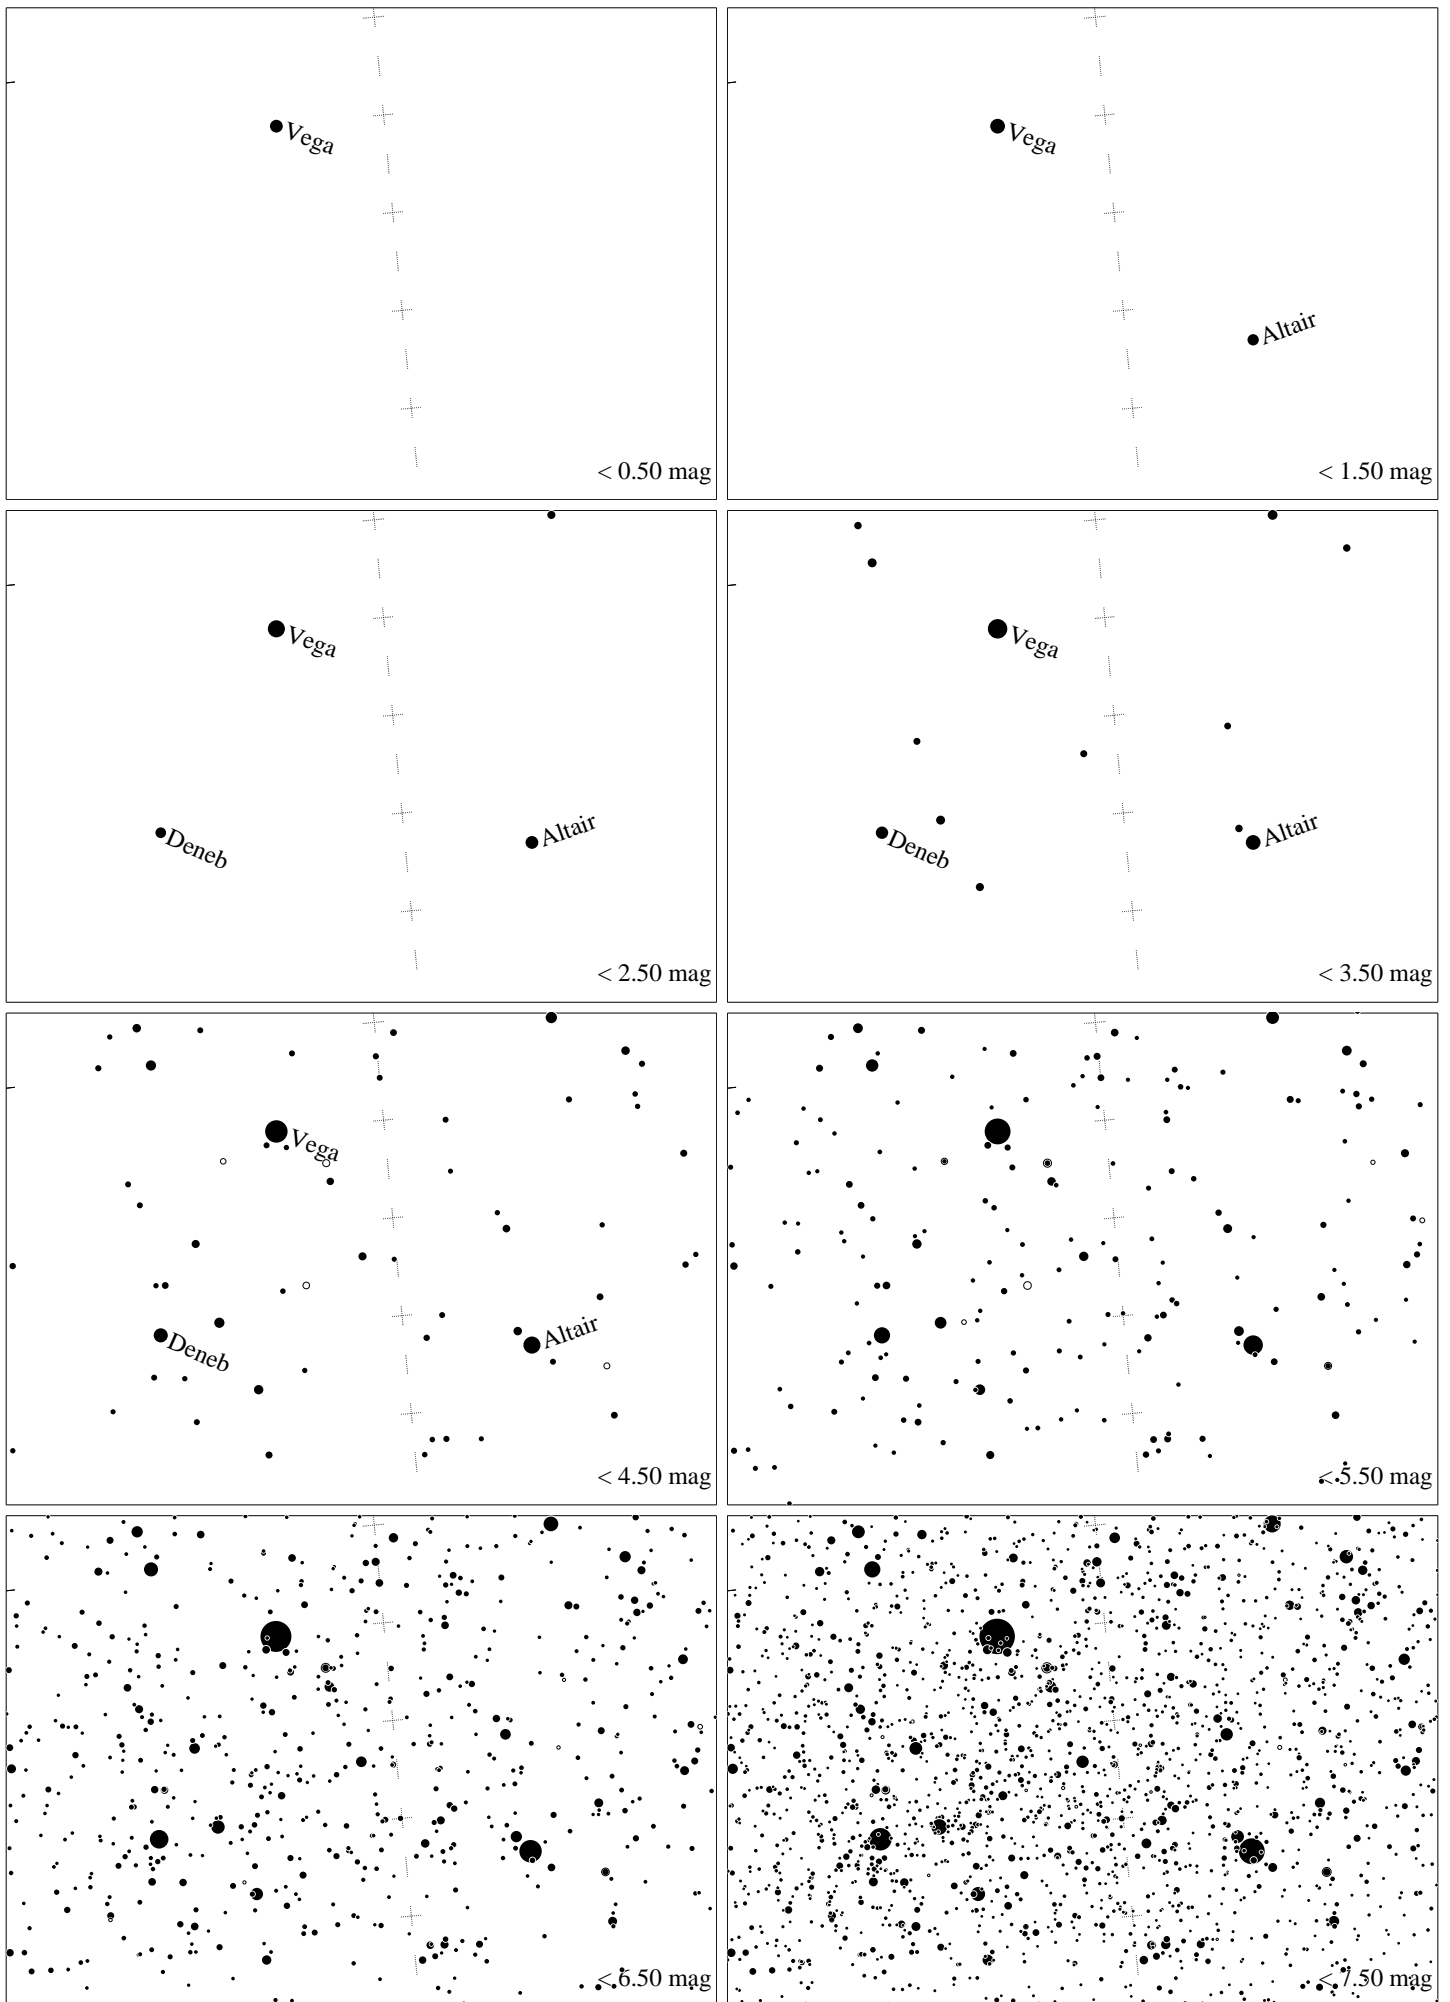 Vega
< 0.50 mag
Vega
Altair
< 1.50 mag
Vega
Deneb
Altair
< 2.50 mag
Vega
Deneb
Altair
< 3.50 mag
Vega
Deneb
Altair
< 4.50 mag
< 5.50 mag
< 6.50 mag
< 7.50 mag